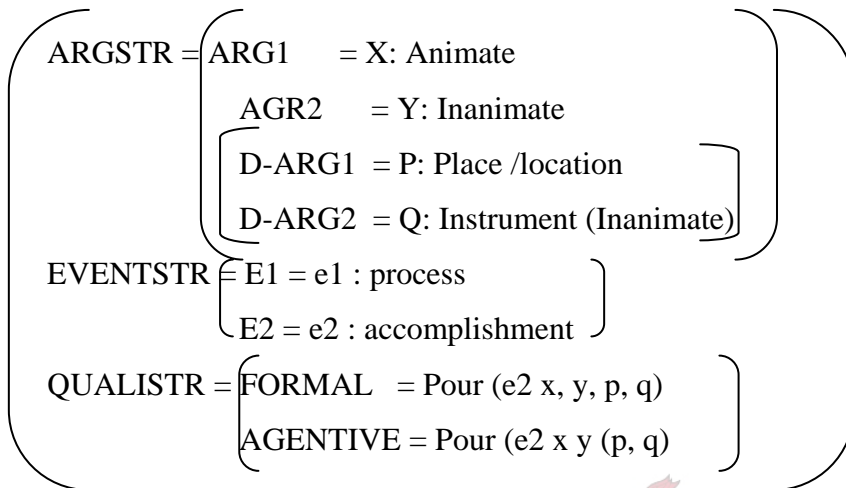 ARGSTR = ARG1 = X: Animate
AGR2 = Y: Inanimate
D-ARG1 = P: Place /location
D-ARG2 = Q: Instrument (Inanimate)
EVENTSTR = E1 = e1 : process
E2 = e2 : accomplishment
QUALISTR = FORMAL = Pour (e2 x, y, p, q)
AGENTIVE = Pour (e2 x y (p, q)